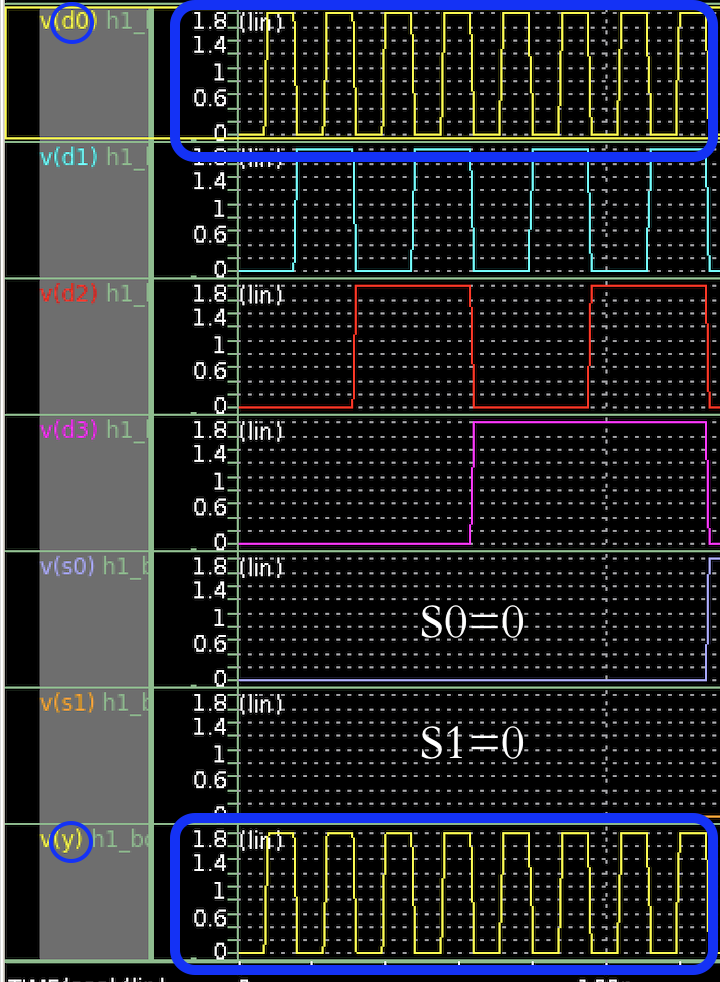 v(d0) h1_
1.8 (lin)
1.4
1
0.6
0
v(d1) h1_
1.8 (lin)
1.4
1
0.6
0
v(d2) h1_
1.8 (lin)
1.4
1
0.6
0
v(d3) h1_
1.8 (lin)
1.4
1
0.6
0
v(s0) h1_b
1.8 (lin)
1.4
1
0.6
0
S0=0
v(s1) h1_b
1.8 (lin)
1.4
1
0.6
0
S1=0
v(y) h1_bc
1.8 (lin)
1.4
1
0.6
0